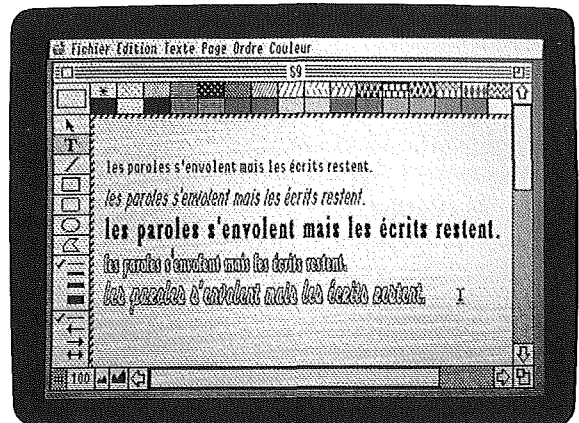 Fichier Edition Texte Page Ordre Couleur
S9
T
les paroles s'envolent mais les écrits restent.
les paroles s'envolent mais les écrits restent.
les paroles s'envolent mais les écrits restent.
les paroles s'envolent mais les écrits restent.
les paroles s'envolent mais les écrits restent.
100